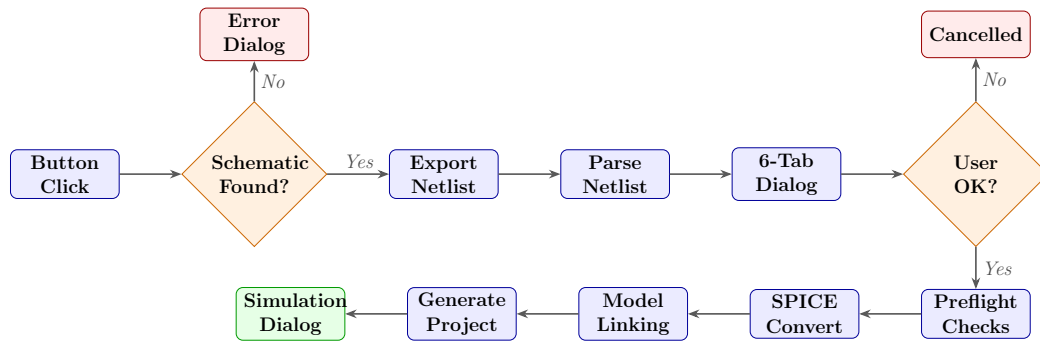 Error
Dialog
Cancelled
No
No
Button
Click
Schematic
Found?
Yes
Export
Netlist
Parse
Netlist
6-Tab
Dialog
User
OK?
Yes
Simulation
Dialog
Generate
Project
Model
Linking
SPICE
Convert
Preflight
Checks